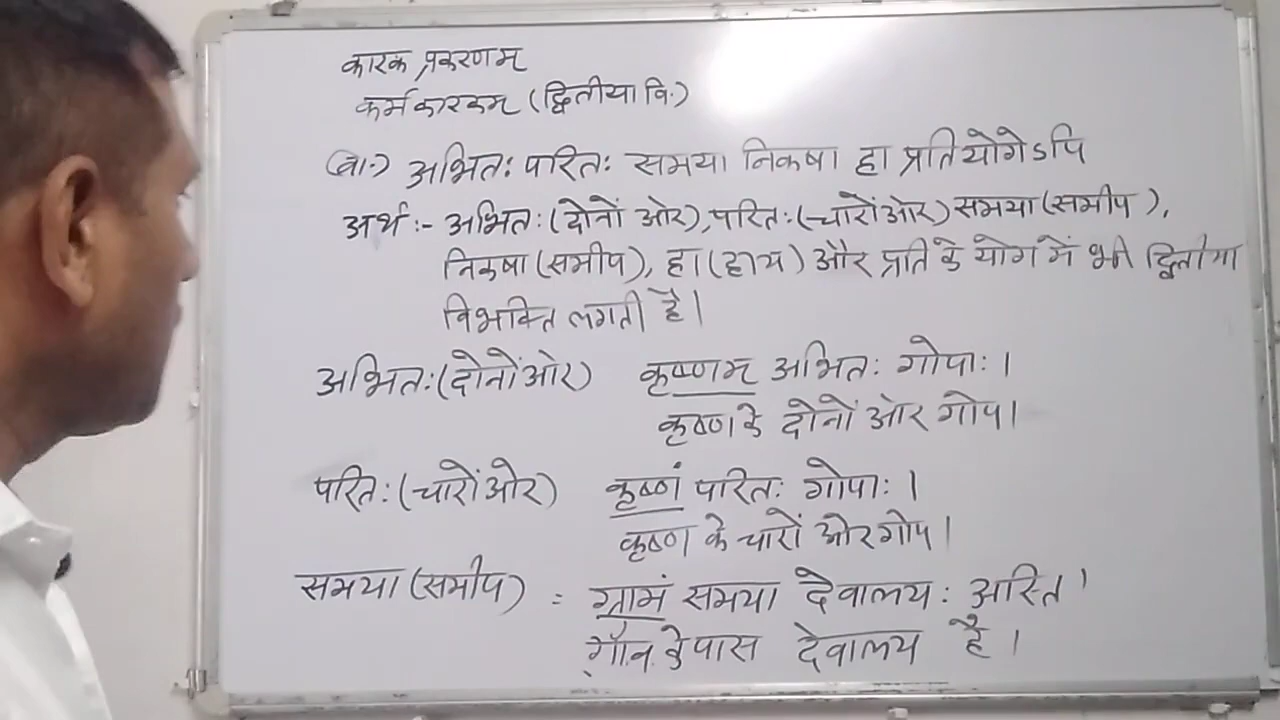 कारक प्रकरणम्
कर्म कारकम् (द्वितीया वि॰)
(वा॰) अभितः परितः समया निकषा हा प्रतियोगेऽपि
अर्थः- अभितः (दोनों ओर), परितः (चारों ओर) समया (समीप),
निकषा (समीप), हा (हाय) और प्रति के योग में भी द्वितीया
विभक्ति लगती है।
अभितः (दोनों ओर) कृष्णम् अभितः गोपाः।
कृष्ण के दोनों ओर गोप।
परितः (चारों ओर) कृष्णं परितः गोपाः।
कृष्ण के चारों ओर गोप।
समया (समीप) = ग्रामं समया देवालयः अस्ति।
गाँव के पास देवालय है।